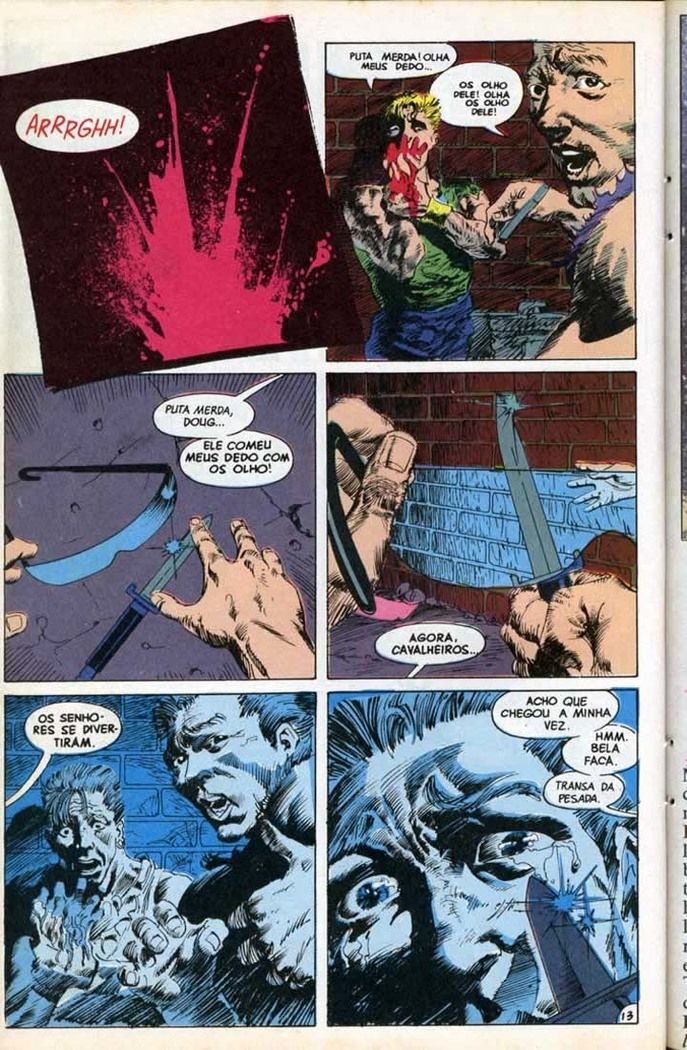 ARRRGHH!
PUTA MERDA! OLHA
MEUS DEDO...
OS OLHO
DELE! OLHA
OS OLHO
DELE!
PUTA MERDA,
DOUG...
ELE COMEU
MEUS DEDO COM
OS OLHO!
AGORA,
CAVALHEIROS...
OS SENHO-
RES SE DIVER-
TIRAM.
ACHO QUE
CHEGOU A MINHA
VEZ.
HMM.
BELA
FACA.
TRANSA DA
PESADA.
13